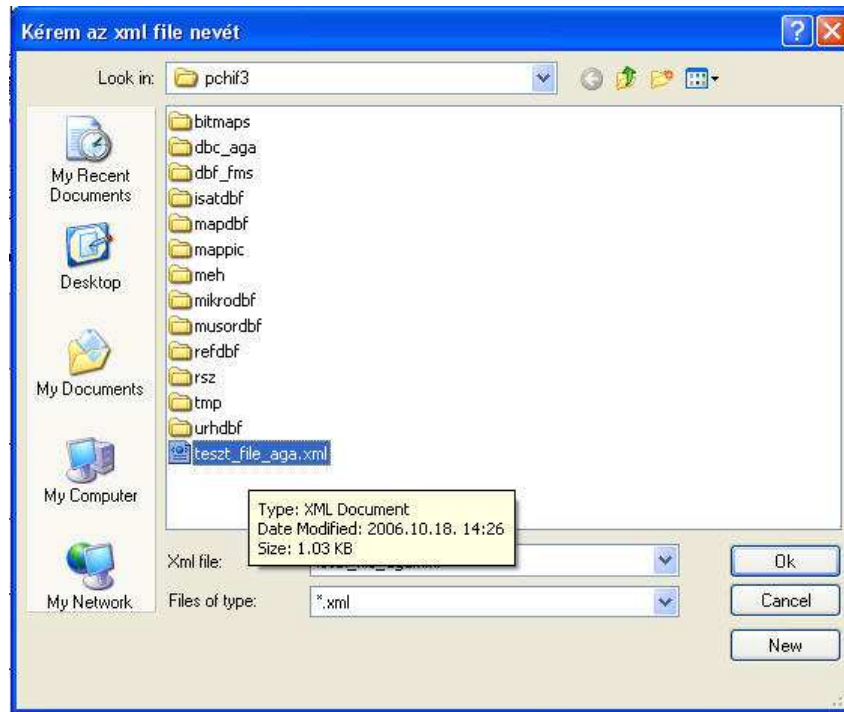 Kérem az xml file nevét
Look in:
pchif3
My Recent
Documents
Desktop
My Documents
My Computer
My Network
bitmaps
dbc_aga
dbf_fms
isatdbf
mapdbf
mappic
meh
mikrodbf
musordbf
refdbf
rsz
tmp
urhdbf
teszt_file_aga.xml
Type: XML Document
Date Modified: 2006.10.18. 14:26
Size: 1.03 KB
Xml file:
Ok
Files of type:
*.xml
Cancel
New